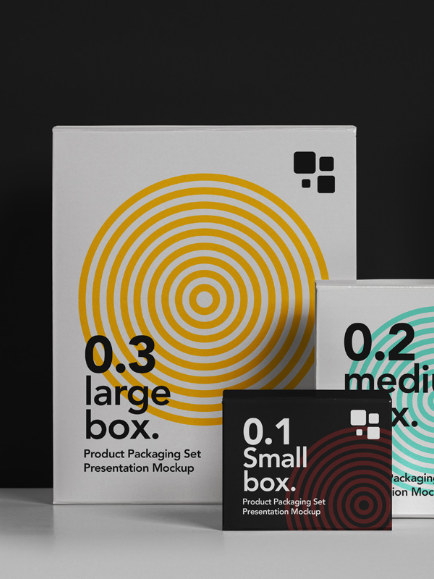 0.3
large
box.
Product Packaging Set
Presentation Mockup
0.2
0.1
Small
box.
Product Packaging Set
Presentation Mockup